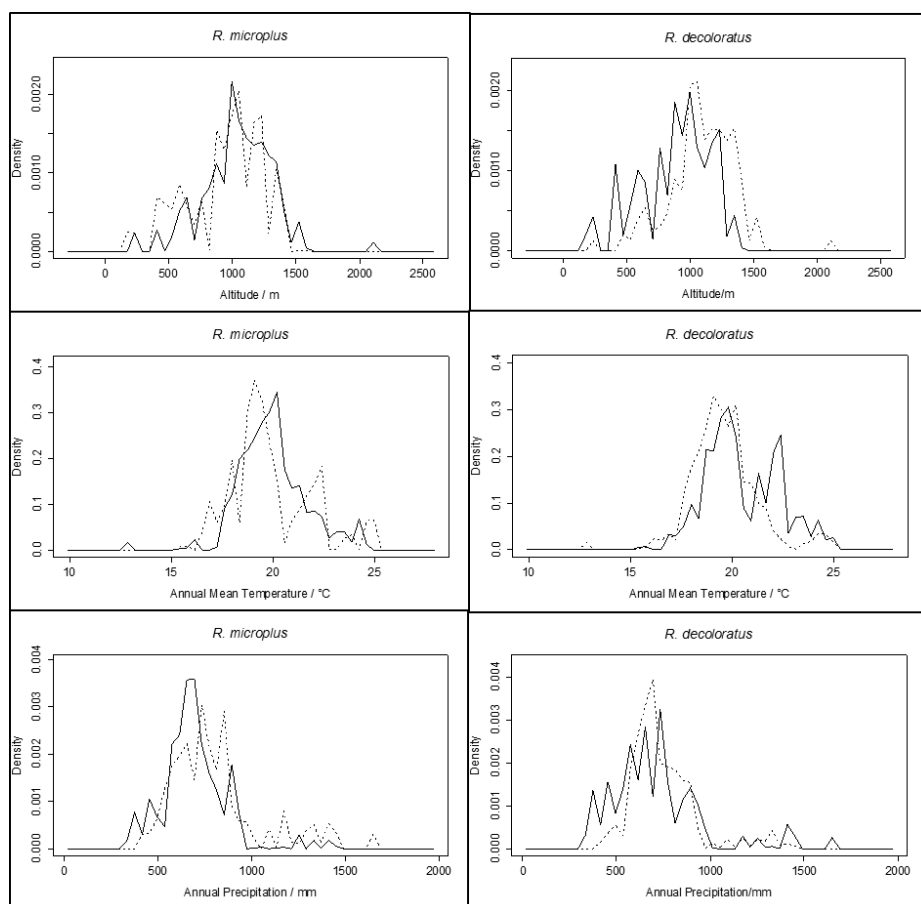 R. microplus
Density
0.0000 0.0010 0.0020
0 500 1000 1500 2000 2500
Altitude / m
R. decoloratus
Density
0.0000 0.0010 0.0020
0 500 1000 1500 2000 2500
Altitude/m
R. microplus
Density
0.0 0.1 0.2 0.3 0.4
10 15 20 25
Annual Mean Temperature / °C
R. decoloratus
Density
0.0 0.1 0.2 0.3 0.4
10 15 20 25
Annual Mean Temperature / °C
R. microplus
Density
0.000 0.001 0.002 0.003 0.004
0 500 1000 1500 2000
Annual Precipitation / mm
R. decoloratus
Density
0.000 0.001 0.002 0.003 0.004
0 500 1000 1500 2000
Annual Precipitation/mm